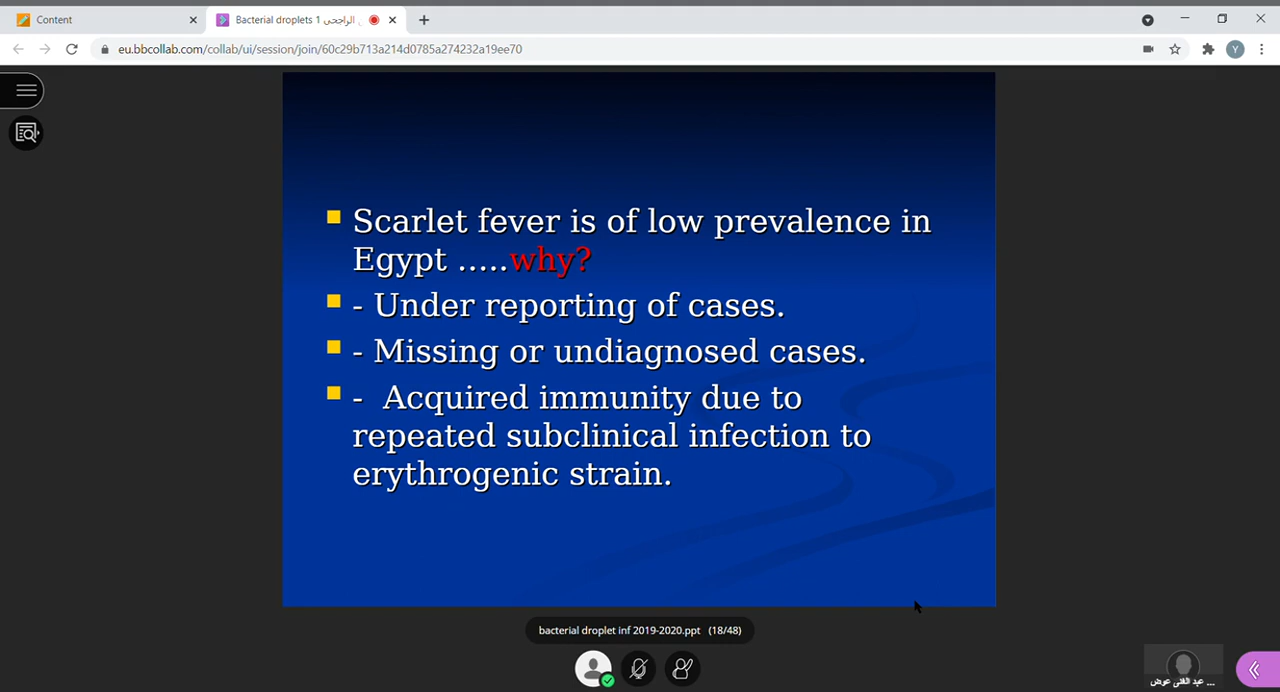 Content
Bacterial droplets 1 الراجحى
eu.bbcollab.com/collab/ui/session/join/60c29b713a214d0785a274232a19ee70
Y
Scarlet fever is of low prevalence in
Egypt .....why?
- Under reporting of cases.
- Missing or undiagnosed cases.
- Acquired immunity due to
repeated subclinical infection to
erythrogenic strain.
bacterial droplet inf 2019-2020.ppt (18/48)
عبد الغنى عوض ...